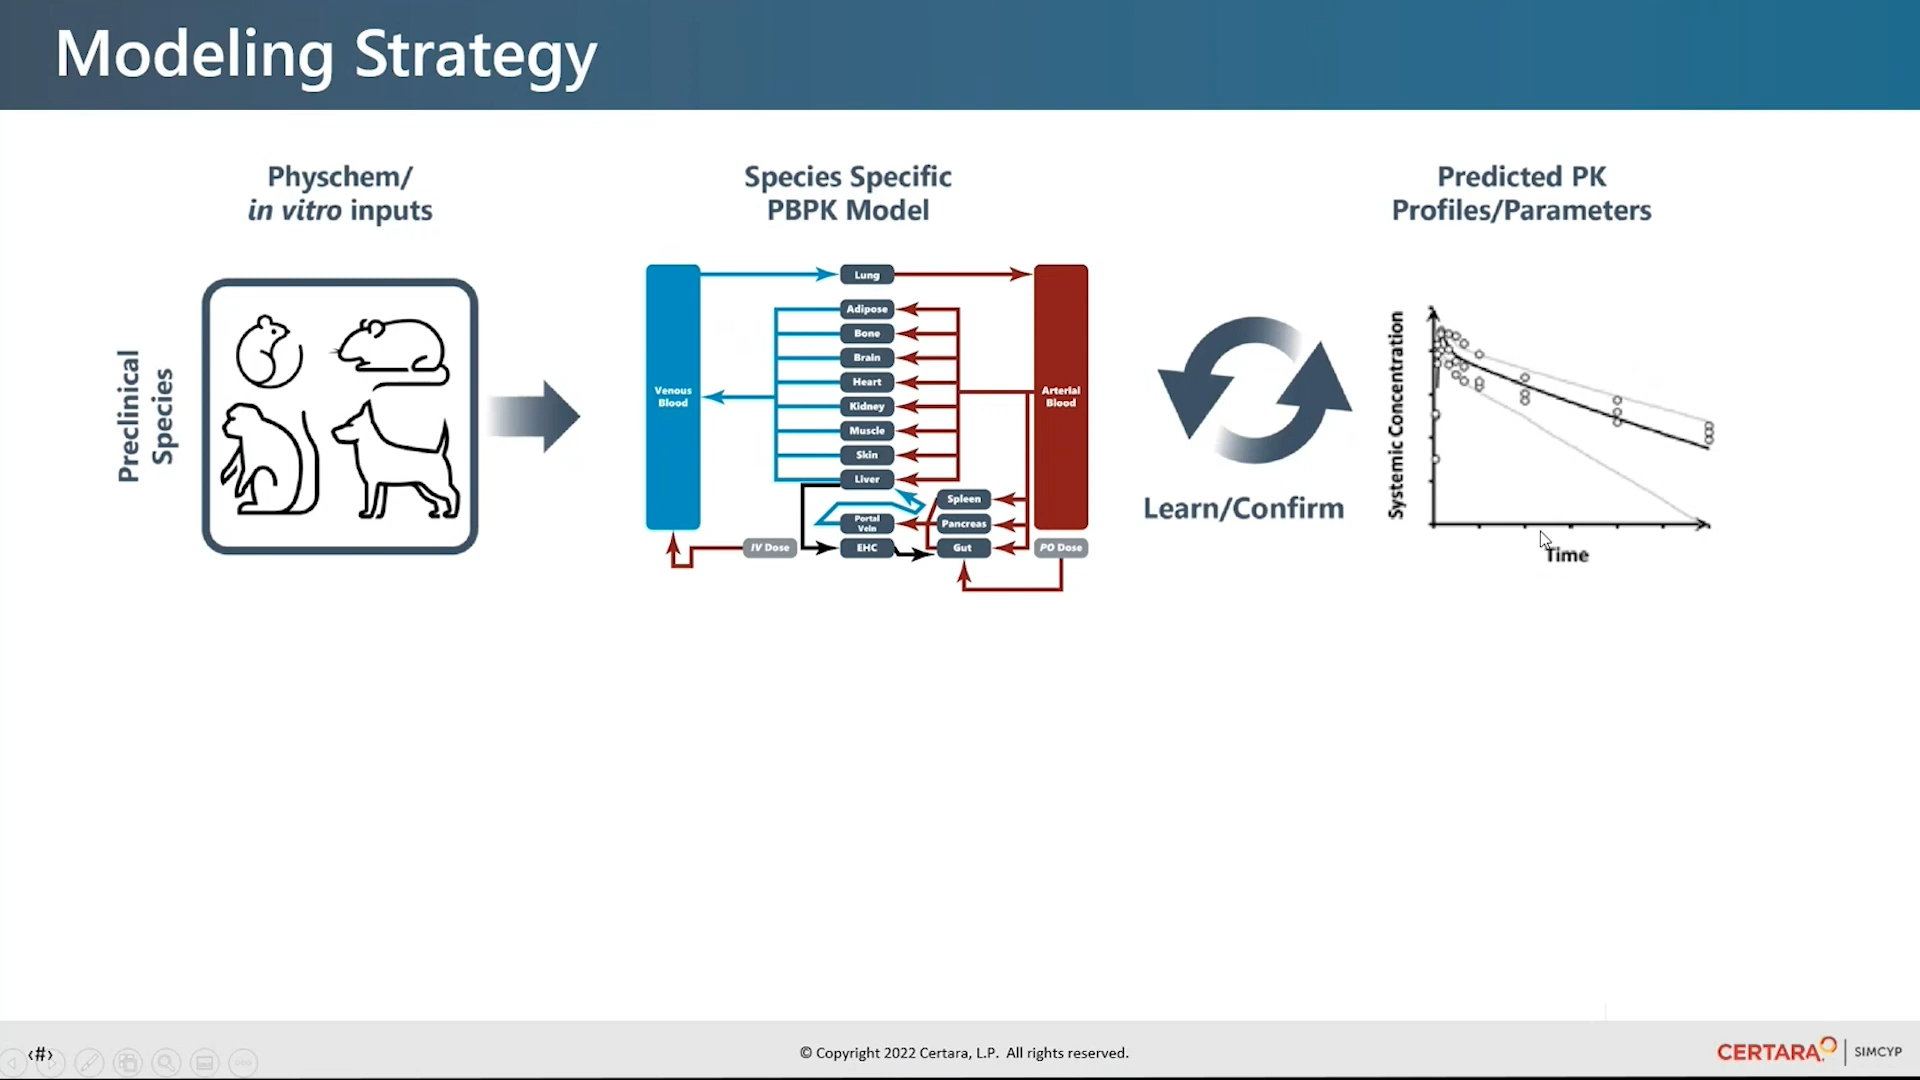 Modeling Strategy
Physchem/
in vitro inputs
Species Specific
PBPK Model
Predicted PK
Profiles/Parameters
Preclinical
Species
Venous
Blood
Lung
Adipose
Bone
Brain
Heart
Kidney
Muscle
Skin
Liver
Portal
Vein
EHC
Spleen
Pancreas
Gut
IV Dose
PO Dose
Arterial
Blood
Learn/Confirm
Systemic Concentration
Time
‹#›
© Copyright 2022 Certara, L.P. All rights reserved.
CERTARA
SIMCYP